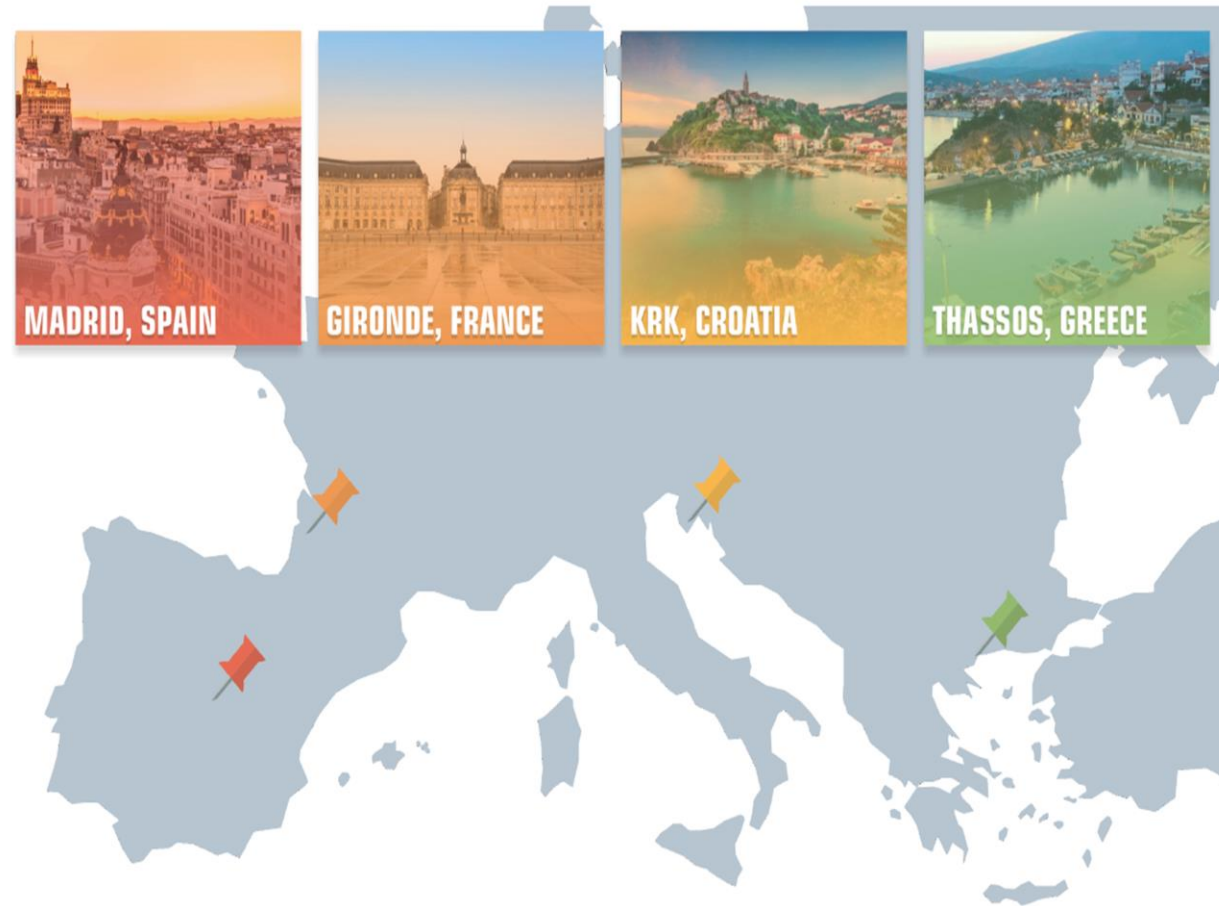 MADRID, SPAIN
GIRONDE, FRANCE
KRK, CROATIA
THASSOS, GREECE